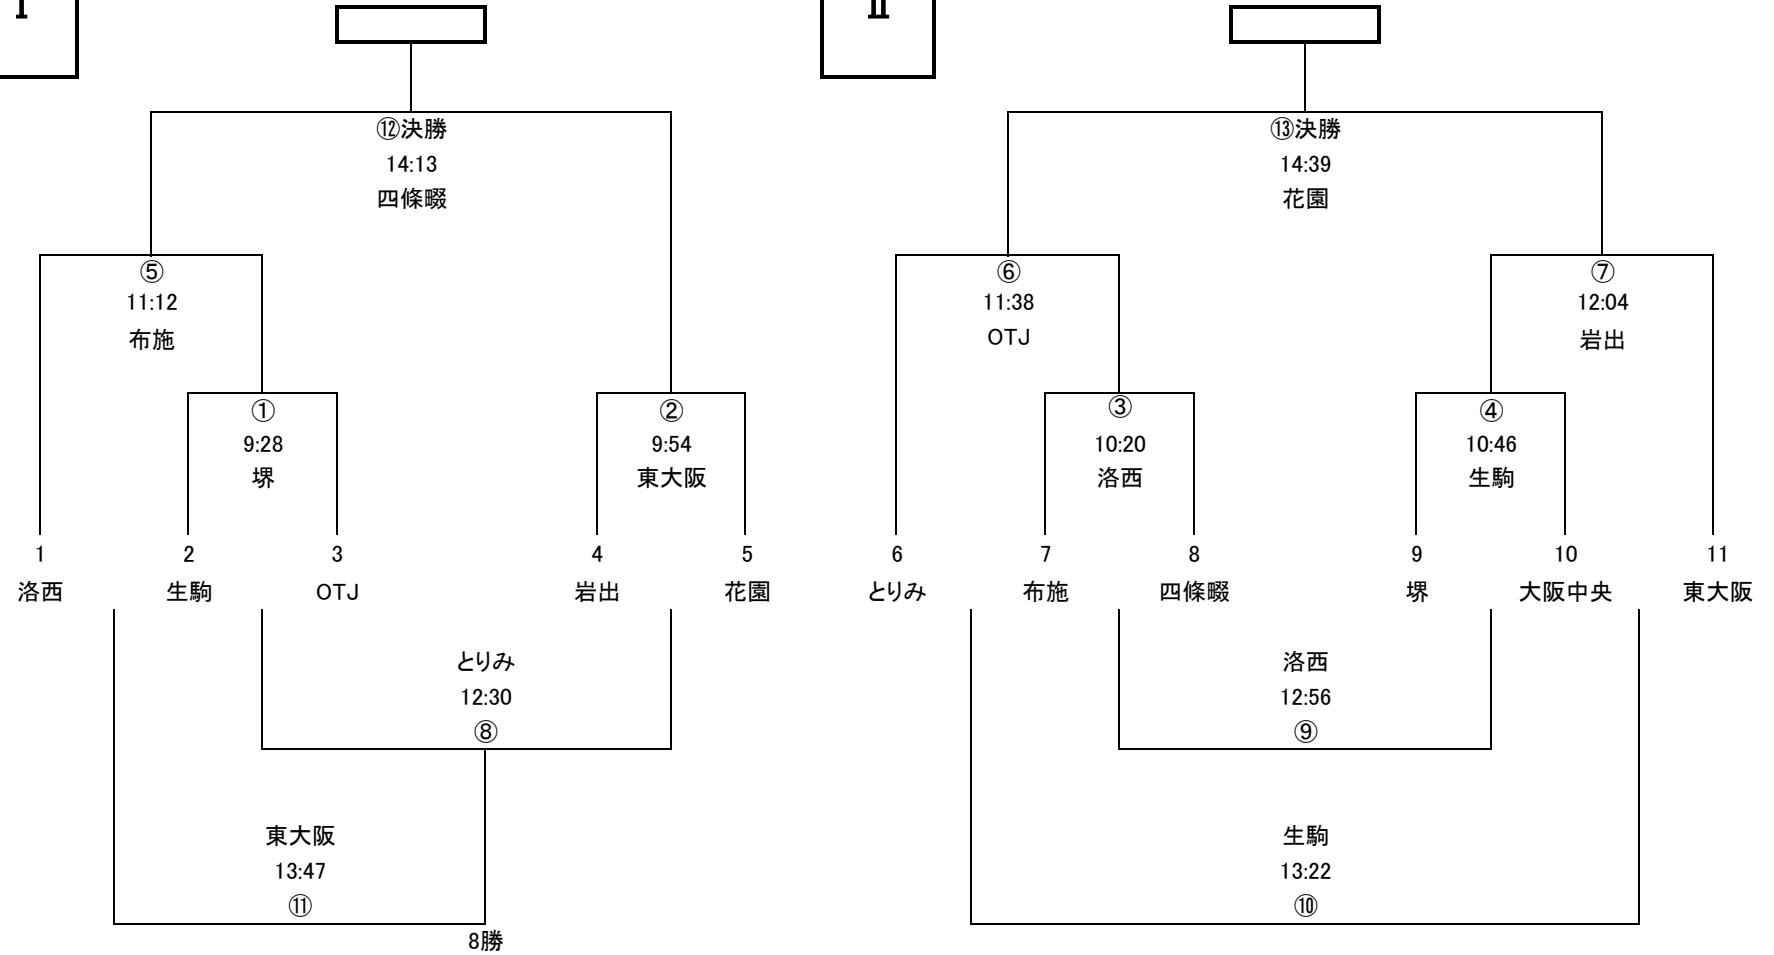 Ⅰ
Ⅱ
⑫決勝
14:13
四條畷
⑬決勝
14:39
花園
⑤
11:12
布施
⑥
11:38
OTJ
⑦
12:04
岩出
①
9:28
堺
②
9:54
東大阪
③
10:20
洛西
④
10:46
生駒
1 2 3 4 5 6 7 8 9 10 11
洛西 生駒 OTJ 岩出 花園 とりみ 布施 四條畷 堺 大阪中央 東大阪
とりみ
12:30
⑧
洛西
12:56
⑨
東大阪
13:47
⑪
8勝
生駒
13:22
⑩